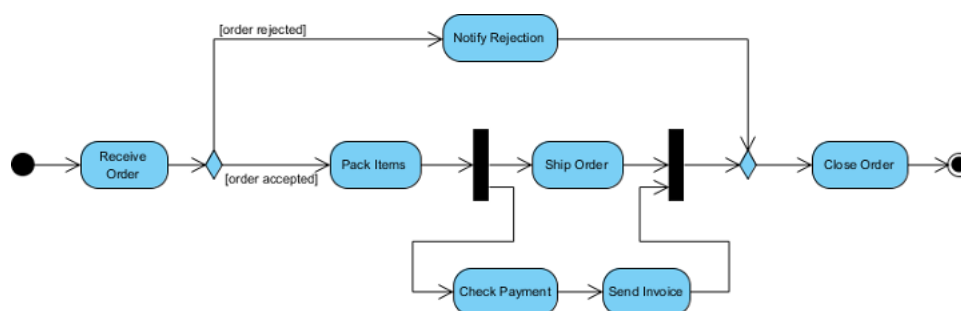 [order rejected]
Notify Rejection
Receive
Order
[order accepted]
Pack Items
Ship Order
Close Order
Check Payment
Send Invoice